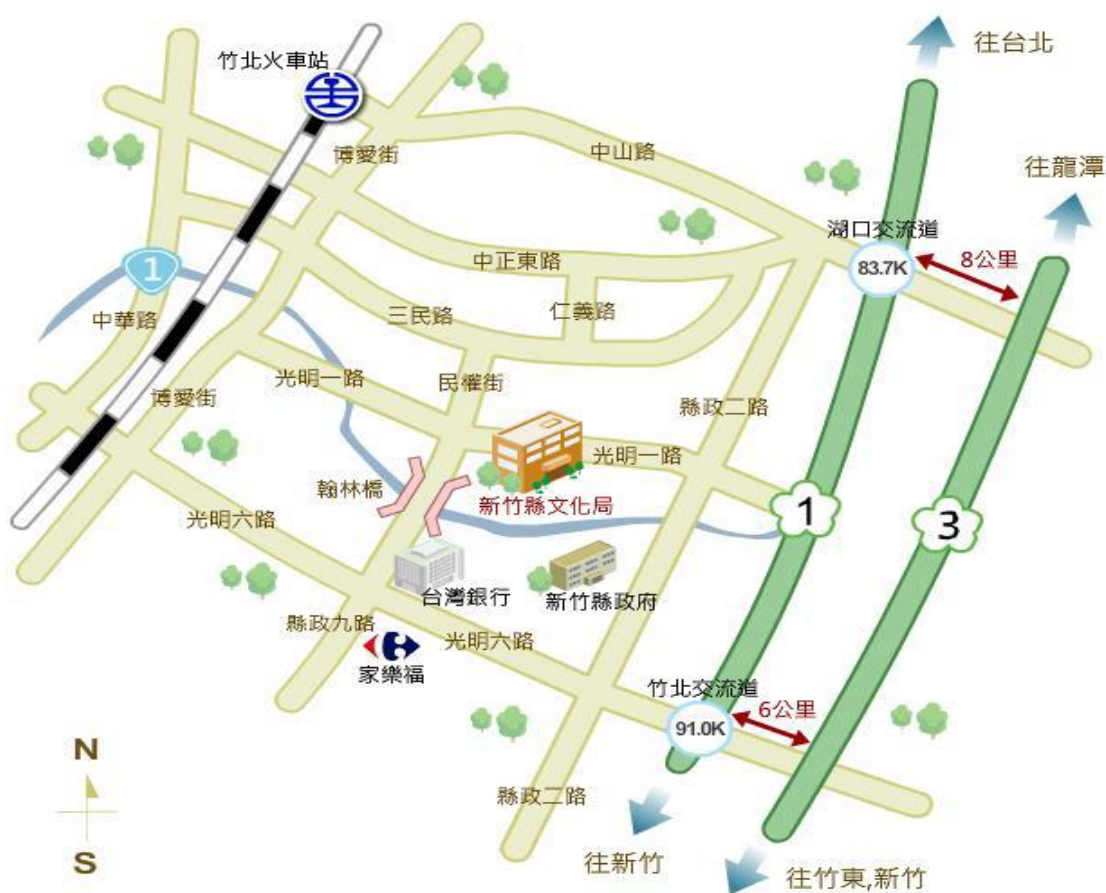 往台北
竹北火車站
博愛街
中山路
往龍潭
湖口交流道
83.7K
8公里
1
中正東路
中華路
三民路
仁義路
光明一路
民權街
博愛街
縣政二路
光明一路
翰林橋
新竹縣文化局
光明六路
1
3
台灣銀行
新竹縣政府
縣政九路
光明六路
家樂福
竹北交流道
91.0K
6公里
N
S
縣政二路
往新竹
往竹東,新竹